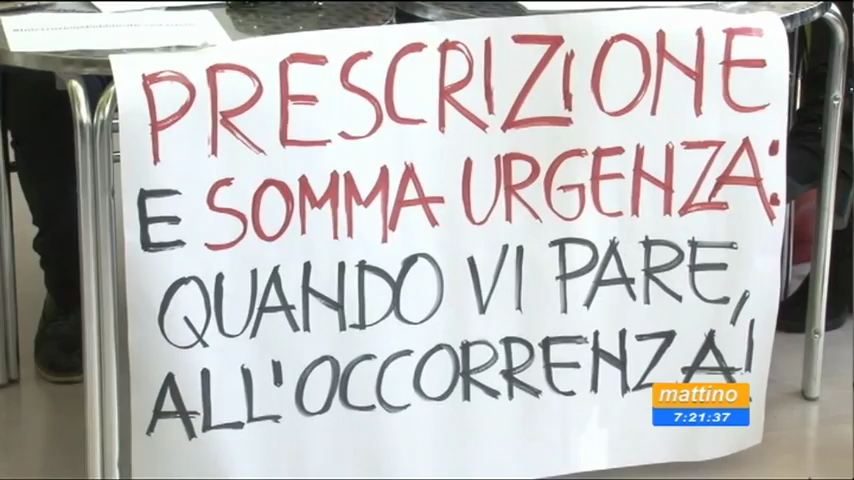 PRESCRIZIONE
E SOMMA URGENZA:
QUANDO VI PARE,
ALL'OCCORRENZA!
mattino
7:21:37